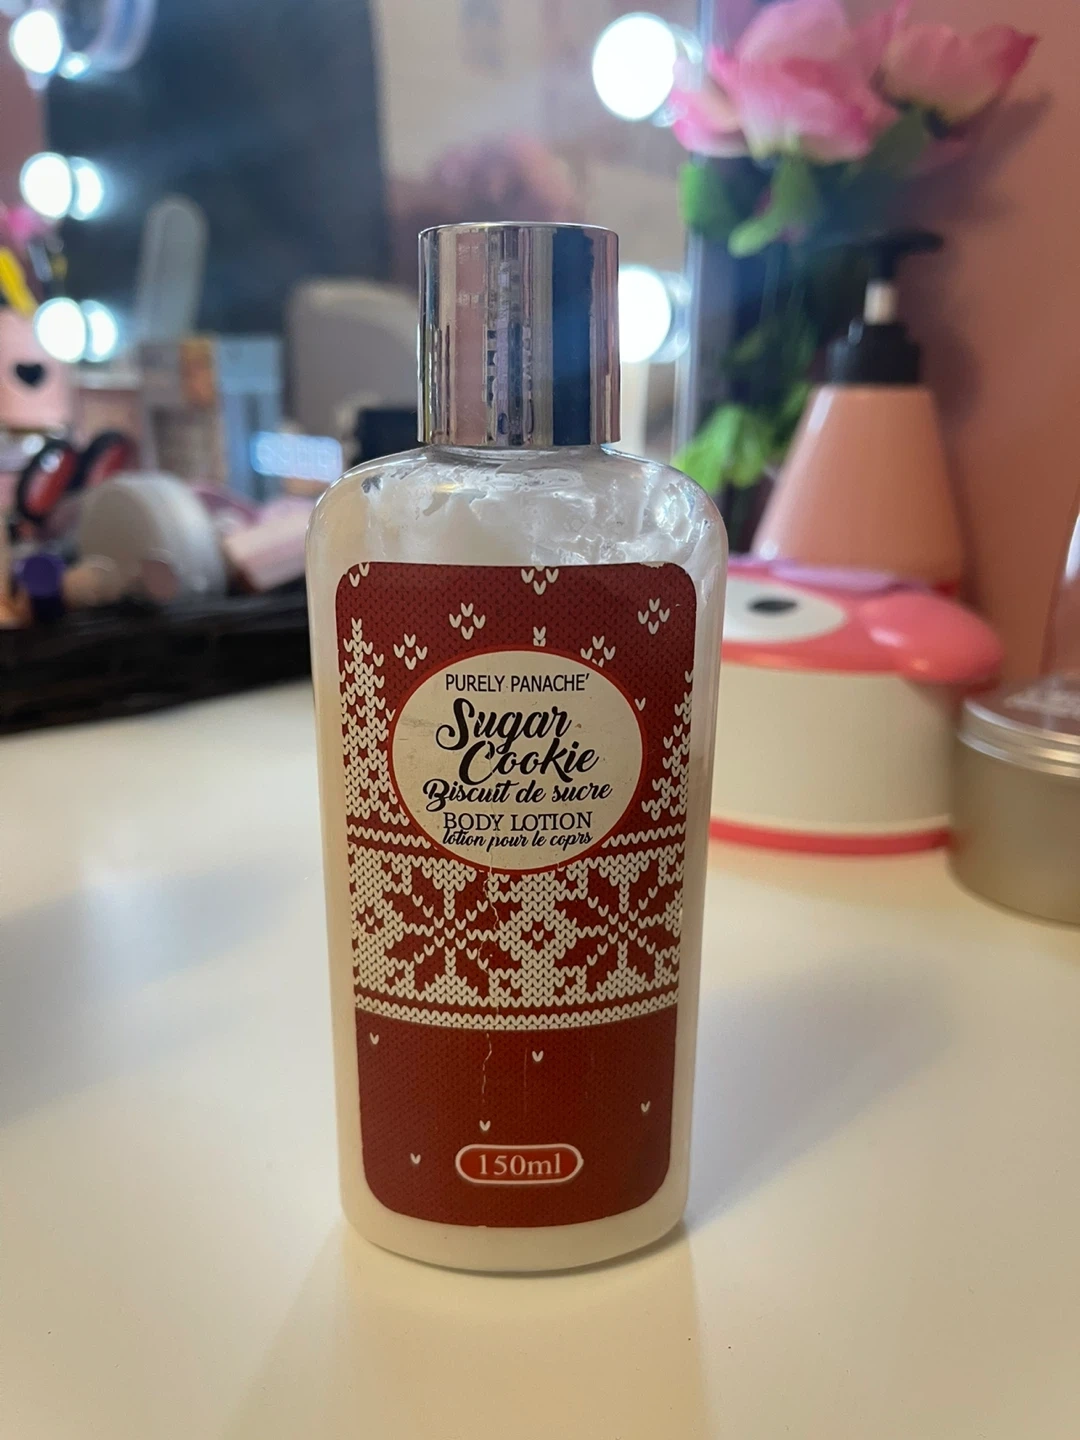 PURELY PANACHE'
Sugar
Cookie
Biscuit de sucre
BODY LOTION
lotion pour le coprs
150ml